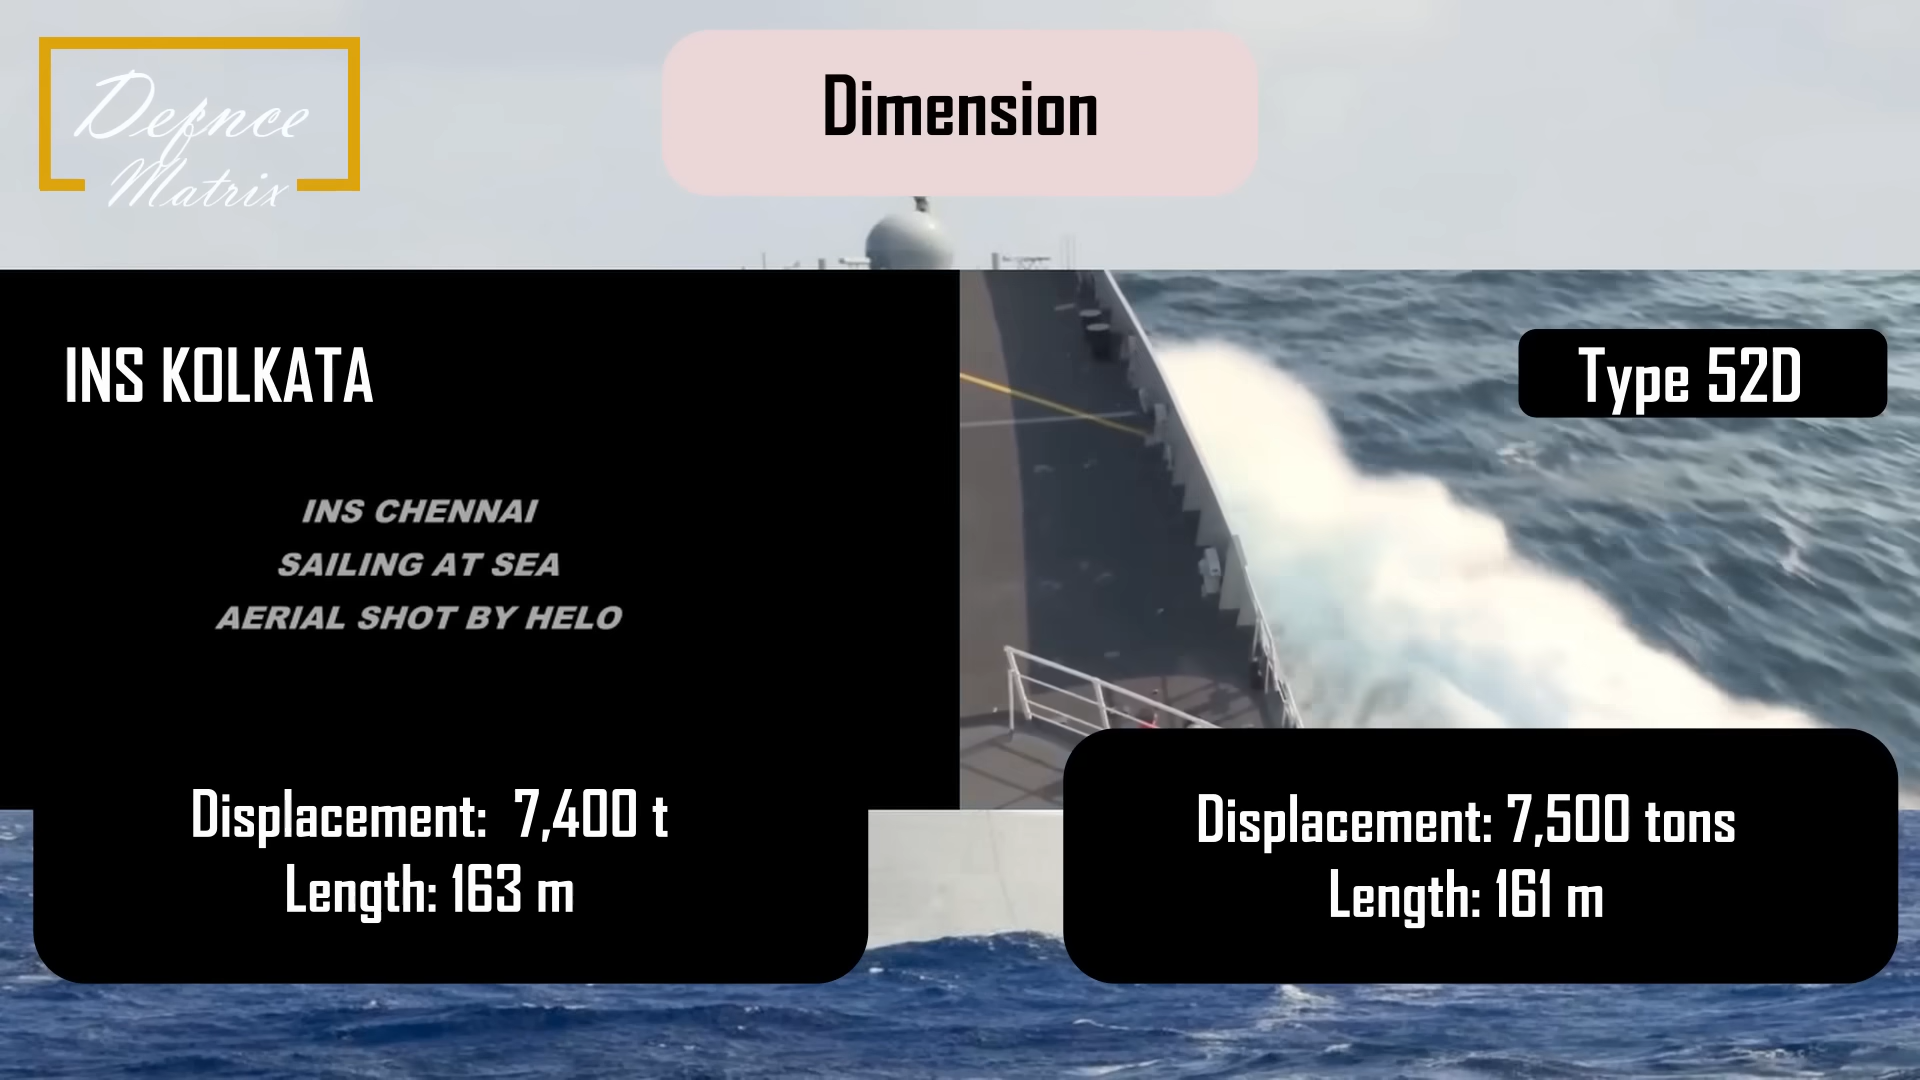 Defnce
Matrix
Dimension
INS KOLKATA
Type 52D
INS CHENNAI
SAILING AT SEA
AERIAL SHOT BY HELO
Displacement: 7,400 t
Length: 163 m
Displacement: 7,500 tons
Length: 161 m